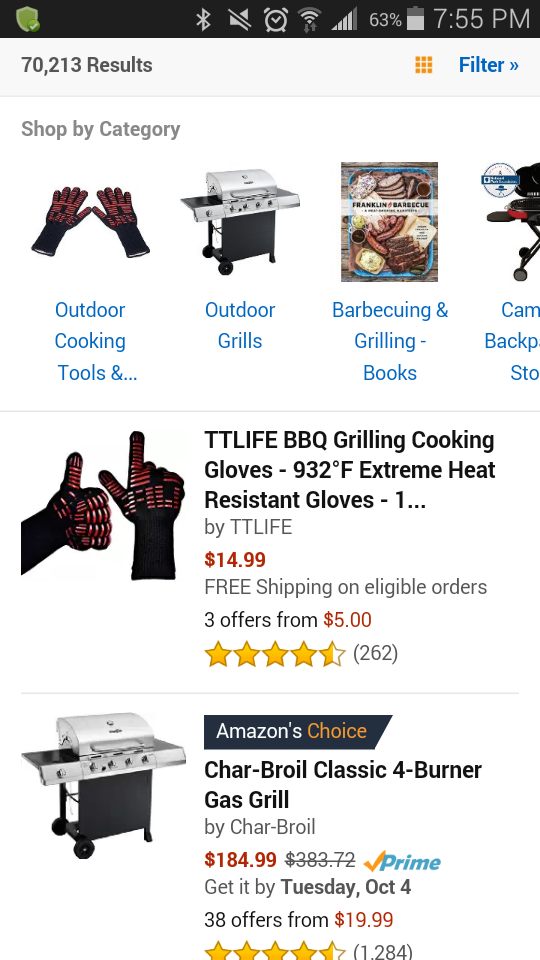 63% 7:55 PM
70,213 Results
Filter »
Shop by Category
Outdoor
Cooking
Tools &...
Outdoor
Grills
FRANKLIN BARBECUE
Barbecuing &
Grilling -
Books
Cam
Backp
Sto
TTLIFE BBQ Grilling Cooking
Gloves - 932°F Extreme Heat
Resistant Gloves - 1...
by TTLIFE
$14.99
FREE Shipping on eligible orders
3 offers from $5.00
(262)
Amazon's Choice
Char-Broil Classic 4-Burner
Gas Grill
by Char-Broil
$184.99 $383.72 Prime
Get it by Tuesday, Oct 4
38 offers from $19.99
(1,284)